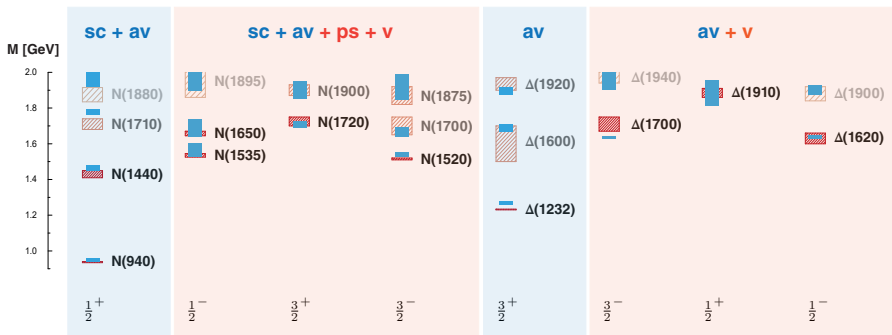 sc + av sc + av + ps + v av av + v
M [GeV]
2.0 N(1895) Δ(1940)
N(1880) N(1900) N(1875) Δ(1920) Δ(1910) Δ(1900)
1.8
N(1710) N(1650) N(1720) N(1700) Δ(1600) Δ(1700) Δ(1620)
1.6 N(1535) N(1520)
N(1440)
1.4
1.2 Δ(1232)
1.0 N(940)
1/2+ 1/2− 3/2+ 3/2− 3/2+ 3/2− 1/2+ 1/2−